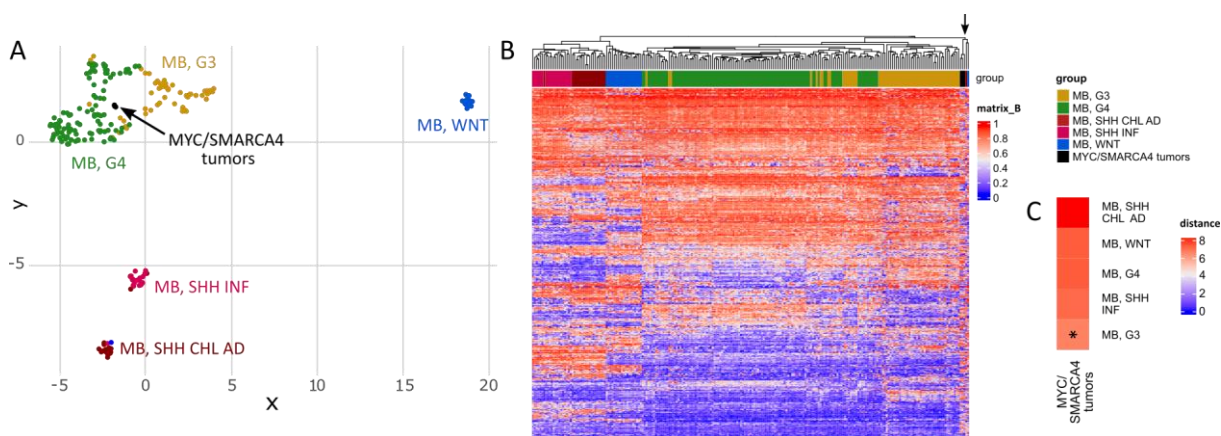 A
MB, G3
MYC/SMARCA4
tumors
MB, G4
MB, WNT
MB, SHH INF
MB, SHH CHL AD
0
-5
y
-5
0
5
10
15
20
x
B
group
matrix_B
1
0.8
0.6
0.4
0.2
0
group
MB, G3
MB, G4
MB, SHH CHL AD
MB, SHH INF
MB, WNT
MYC/SMARCA4 tumors
C
MB, SHH
CHL AD
MB, WNT
MB, G4
MB, SHH
INF
MB, G3
*
MYC/
SMARCA4
tumors
distance
8
6
4
2
0